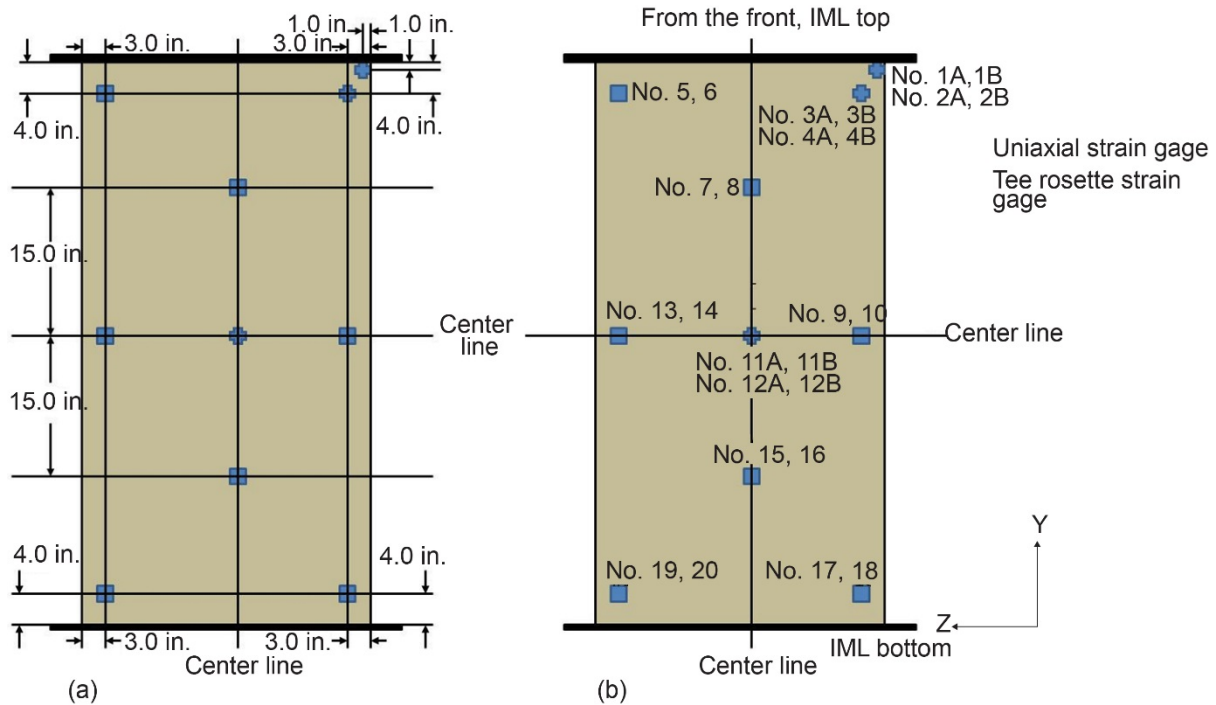 1.0 in.
1.0 in.
3.0 in.
3.0 in.
4.0 in.
4.0 in.
15.0 in.
Center
line
15.0 in.
4.0 in.
4.0 in.
3.0 in.
3.0 in.
Center line
(a)
From the front, IML top
No. 1A,1B
No. 2A, 2B
No. 5, 6
No. 3A, 3B
No. 4A, 4B
Uniaxial strain gage
Tee rosette strain
gage
No. 7, 8
No. 13, 14
No. 9, 10
Center line
No. 11A, 11B
No. 12A, 12B
No. 15, 16
No. 19, 20
No. 17, 18
Y
Z
IML bottom
Center line
(b)